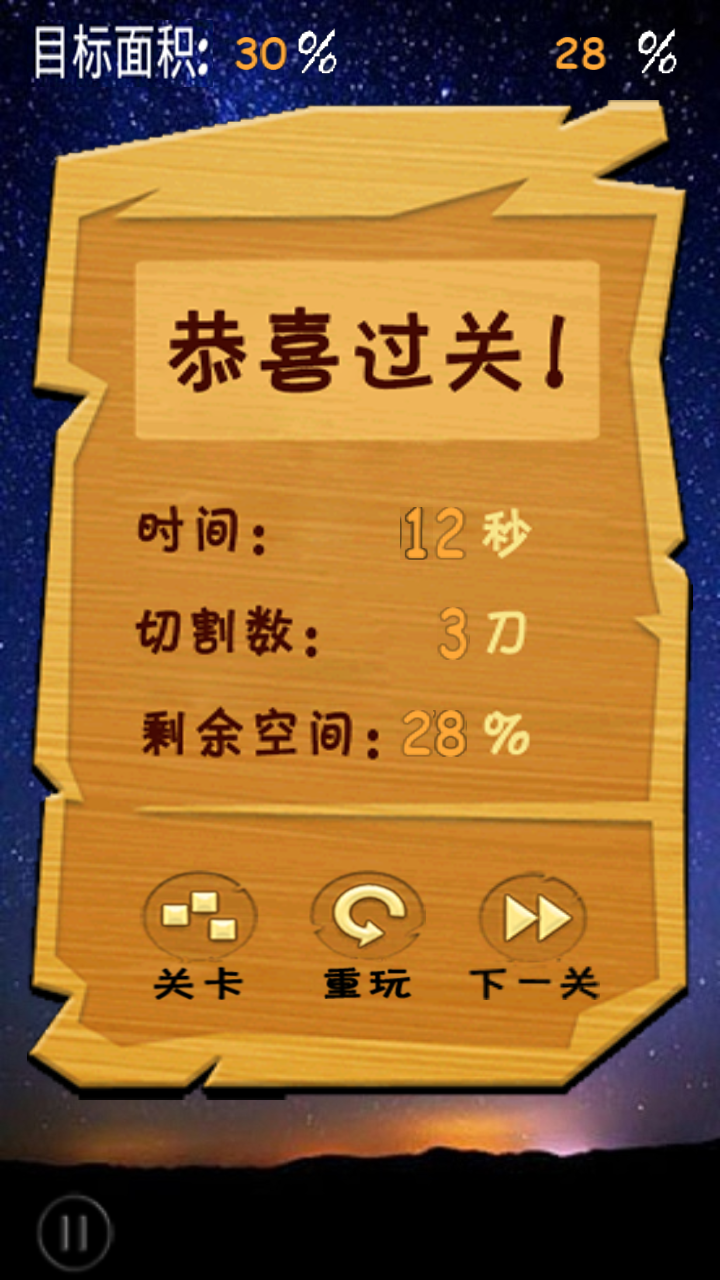 目标面积: 30% 28 %
恭喜过关!
时间: 12 秒
切割数: 3 刀
剩余空间: 28 %
关卡 重玩 下一关